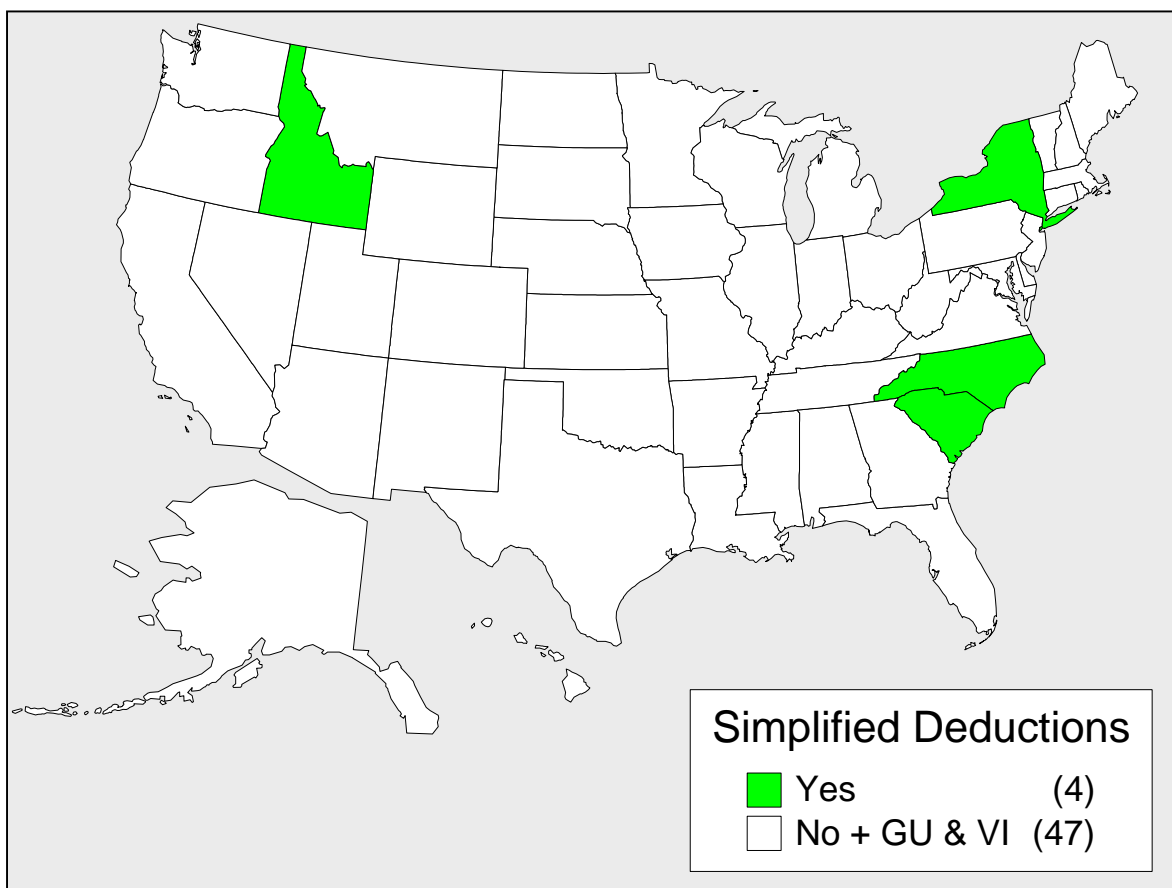 Simplified Deductions
Yes (4)
No + GU & VI (47)